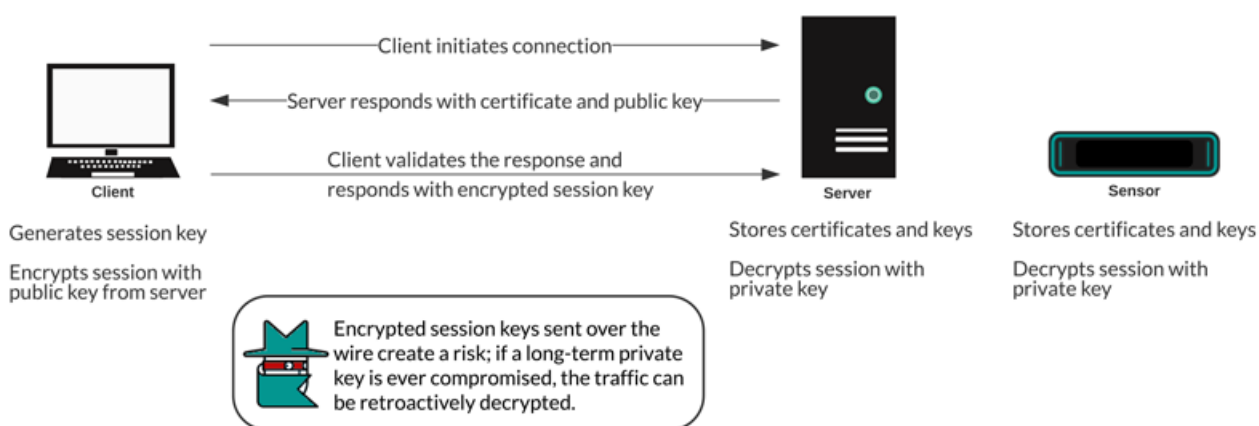 Client initiates connection
Server responds with certificate and public key
Client validates the response and
responds with encrypted session key
Client
Server
Sensor
Generates session key
Encrypts session with
public key from server
Stores certificates and keys
Decrypts session with
private key
Stores certificates and keys
Decrypts session with
private key
Encrypted session keys sent over the
wire create a risk; if a long-term private
key is ever compromised, the traffic can
be retroactively decrypted.